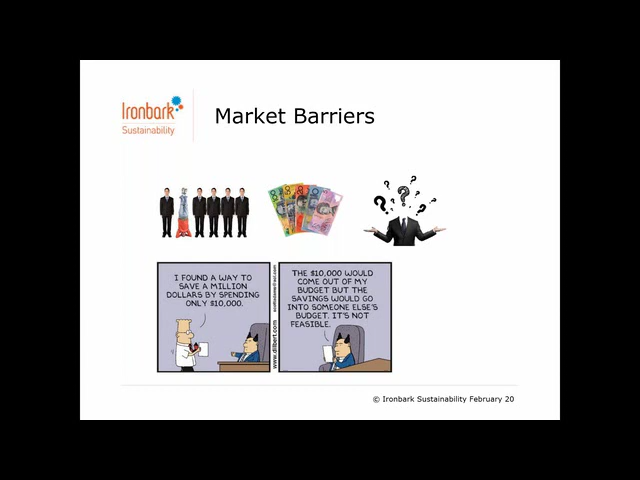 Ironbark
Sustainability
Market Barriers
I FOUND A WAY TO
SAVE A MILLION
DOLLARS BY SPENDING
ONLY $10,000.
www.dilbert.com
THE $10,000 WOULD
COME OUT OF MY
BUDGET BUT THE
SAVINGS WOULD GO
INTO SOMEONE ELSE'S
BUDGET. IT'S NOT
FEASIBLE.
© Ironbark Sustainability February 20